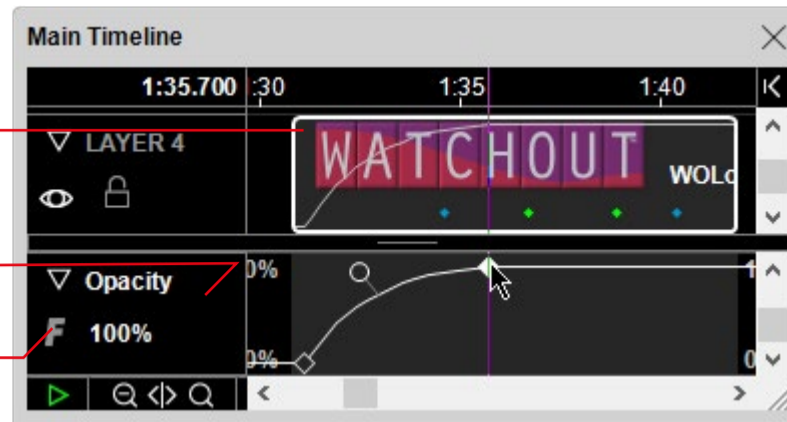 Main Timeline
1:35.700 :30 1:35 1:40
LAYER 4
WATCHOUT
WOLo
Opacity
0% 1
F 100%
0% 0